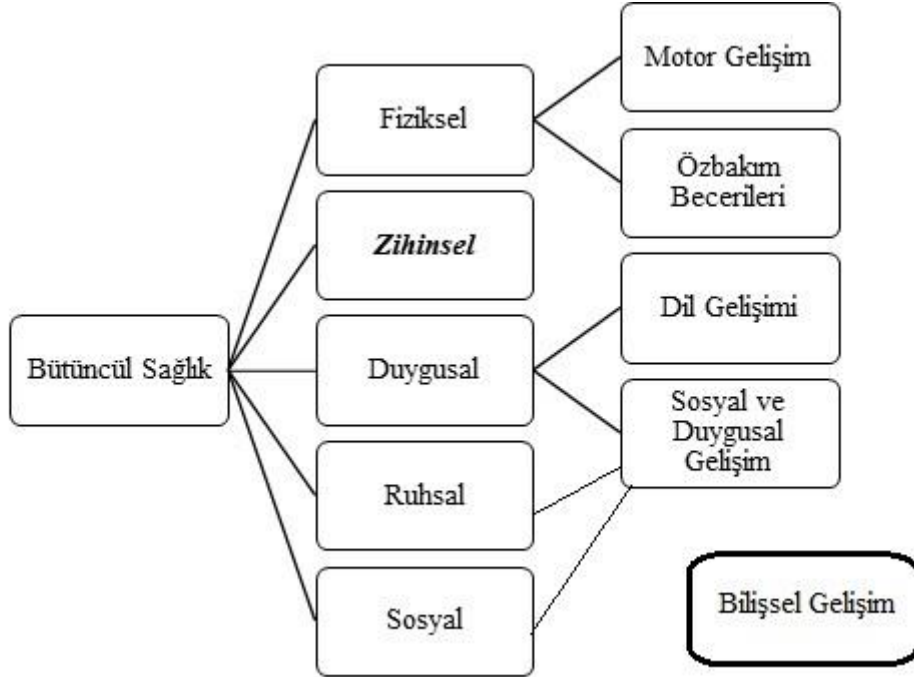 Motor Gelişim
Fiziksel
Özbakım
Becerileri
Zihinsel
Dil Gelişimi
Bütüncül Sağlık
Duygusal
Sosyal ve
Duygusal
Gelişim
Ruhsal
Bilişsel Gelişim
Sosyal